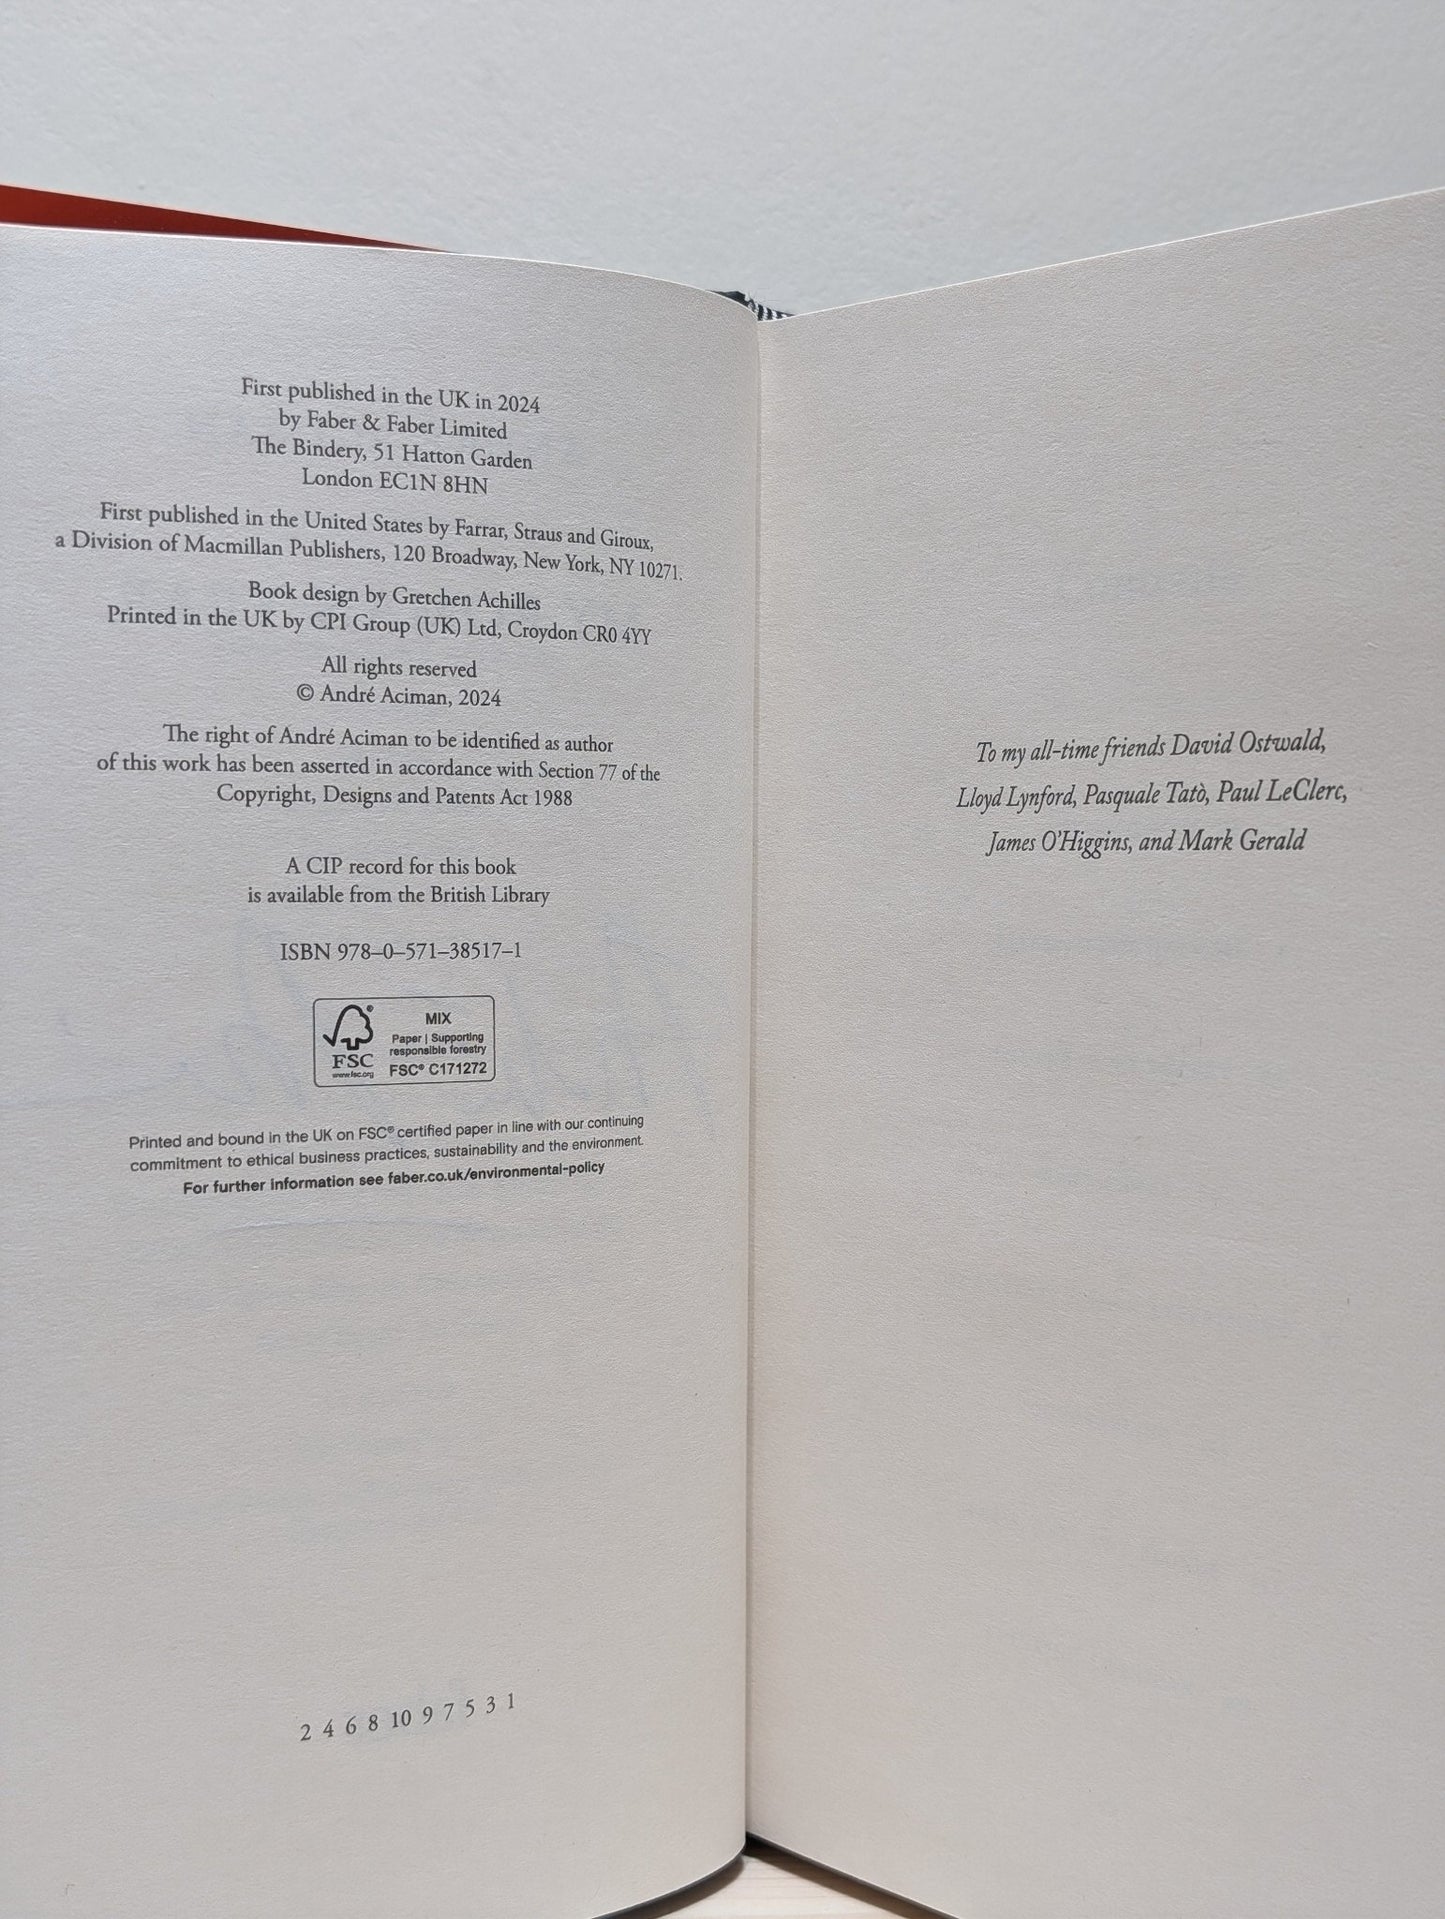 First published in the UK in 2024
by Faber & Faber Limited
The Bindery, 51 Hatton Garden
London EC1N 8HN
First published in the United States by Farrar, Straus and Giroux,
a Division of Macmillan Publishers, 120 Broadway, New York, NY 10271.
Book design by Gretchen Achilles
Printed in the UK by CPI Group (UK) Ltd, Croydon CR0 4YY
All rights reserved
© André Aciman, 2024
The right of André Aciman to be identified as author
of this work has been asserted in accordance with Section 77 of the
Copyright, Designs and Patents Act 1988
A CIP record for this book
is available from the British Library
ISBN 978–0–571–38517–1
MIX
Paper | Supporting
responsible forestry
FSC® C171272
FSC
www.fsc.org
Printed and bound in the UK on FSC® certified paper in line with our continuing
commitment to ethical business practices, sustainability and the environment.
For further information see faber.co.uk/environmental-policy
2 4 6 8 10 9 7 5 3 1
To my all-time friends David Ostwald,
Lloyd Lynford, Pasquale Tatò, Paul LeClerc,
James O'Higgins, and Mark Gerald